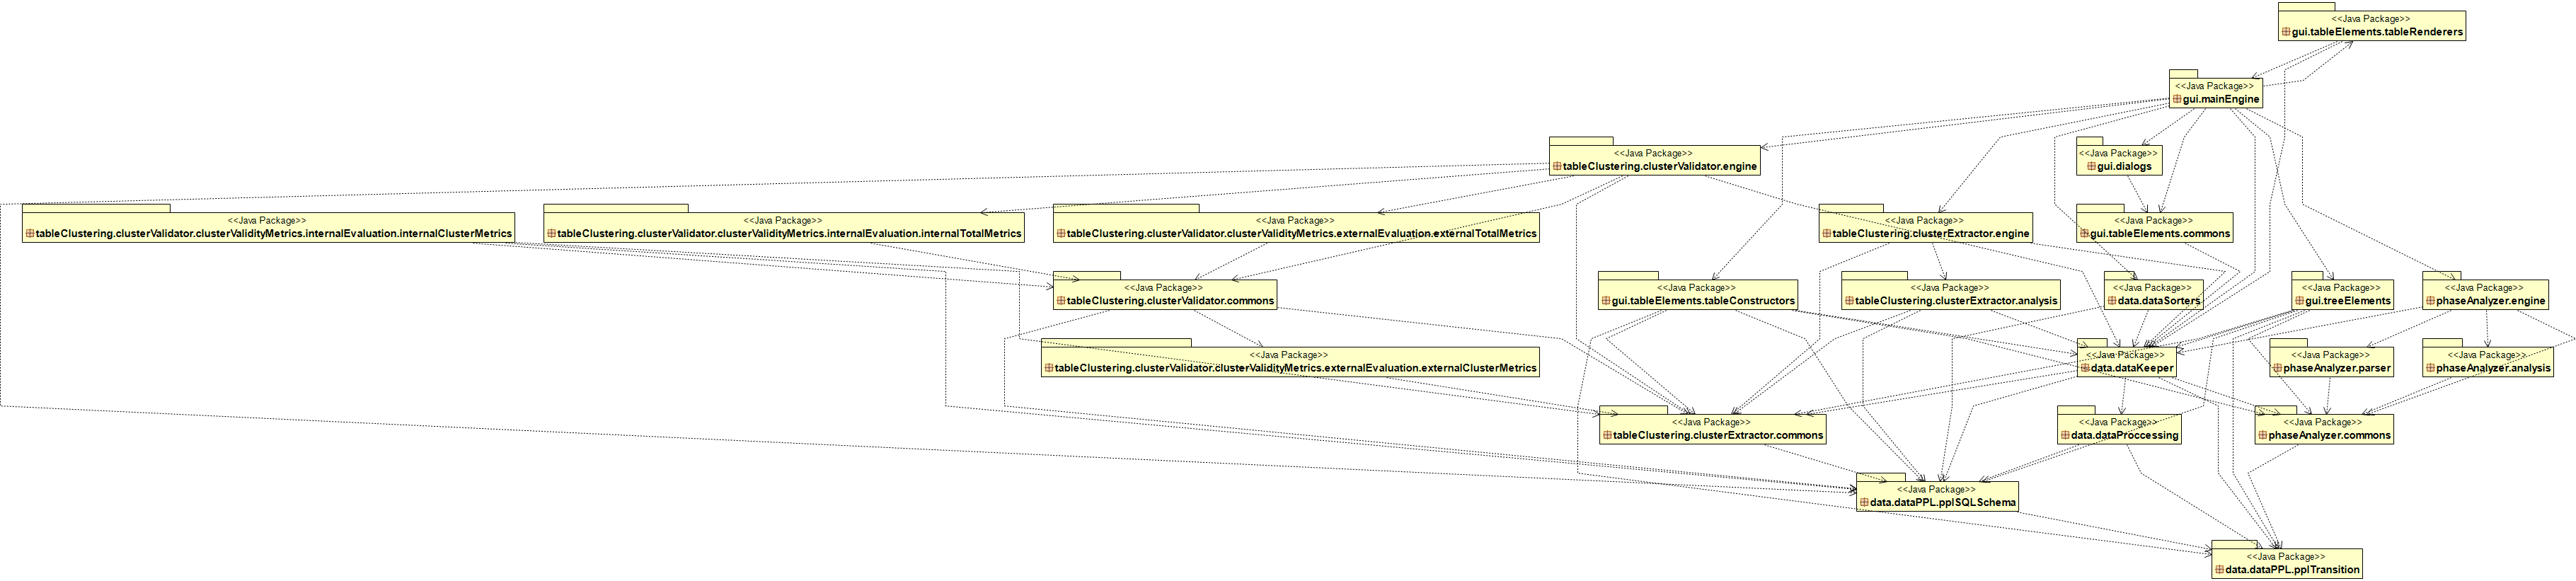 <<Java Package>>
gui.tableElements.tableRenderers
<<Java Package>>
gui.mainEngine
<<Java Package>>
tableClustering.clusterValidator.engine
<<Java Package>>
gui.dialogs
<<Java Package>>
tableClustering.clusterValidator.clusterValidityMetrics.internalEvaluation.internalClusterMetrics
<<Java Package>>
tableClustering.clusterValidator.clusterValidityMetrics.internalEvaluation.internalTotalMetrics
<<Java Package>>
tableClustering.clusterValidator.clusterValidityMetrics.externalEvaluation.externalTotalMetrics
<<Java Package>>
tableClustering.clusterExtractor.engine
<<Java Package>>
gui.tableElements.commons
<<Java Package>>
tableClustering.clusterValidator.commons
<<Java Package>>
gui.tableElements.tableConstructors
<<Java Package>>
tableClustering.clusterExtractor.analysis
<<Java Package>>
data.dataSorters
<<Java Package>>
gui.treeElements
<<Java Package>>
phaseAnalyzer.engine
<<Java Package>>
tableClustering.clusterValidator.clusterValidityMetrics.externalEvaluation.externalClusterMetrics
<<Java Package>>
data.dataKeeper
<<Java Package>>
phaseAnalyzer.parser
<<Java Package>>
phaseAnalyzer.analysis
<<Java Package>>
tableClustering.clusterExtractor.commons
<<Java Package>>
data.dataProccessing
<<Java Package>>
phaseAnalyzer.commons
<<Java Package>>
data.dataPPL.pplSQLSchema
<<Java Package>>
data.dataPPL.pplTransition